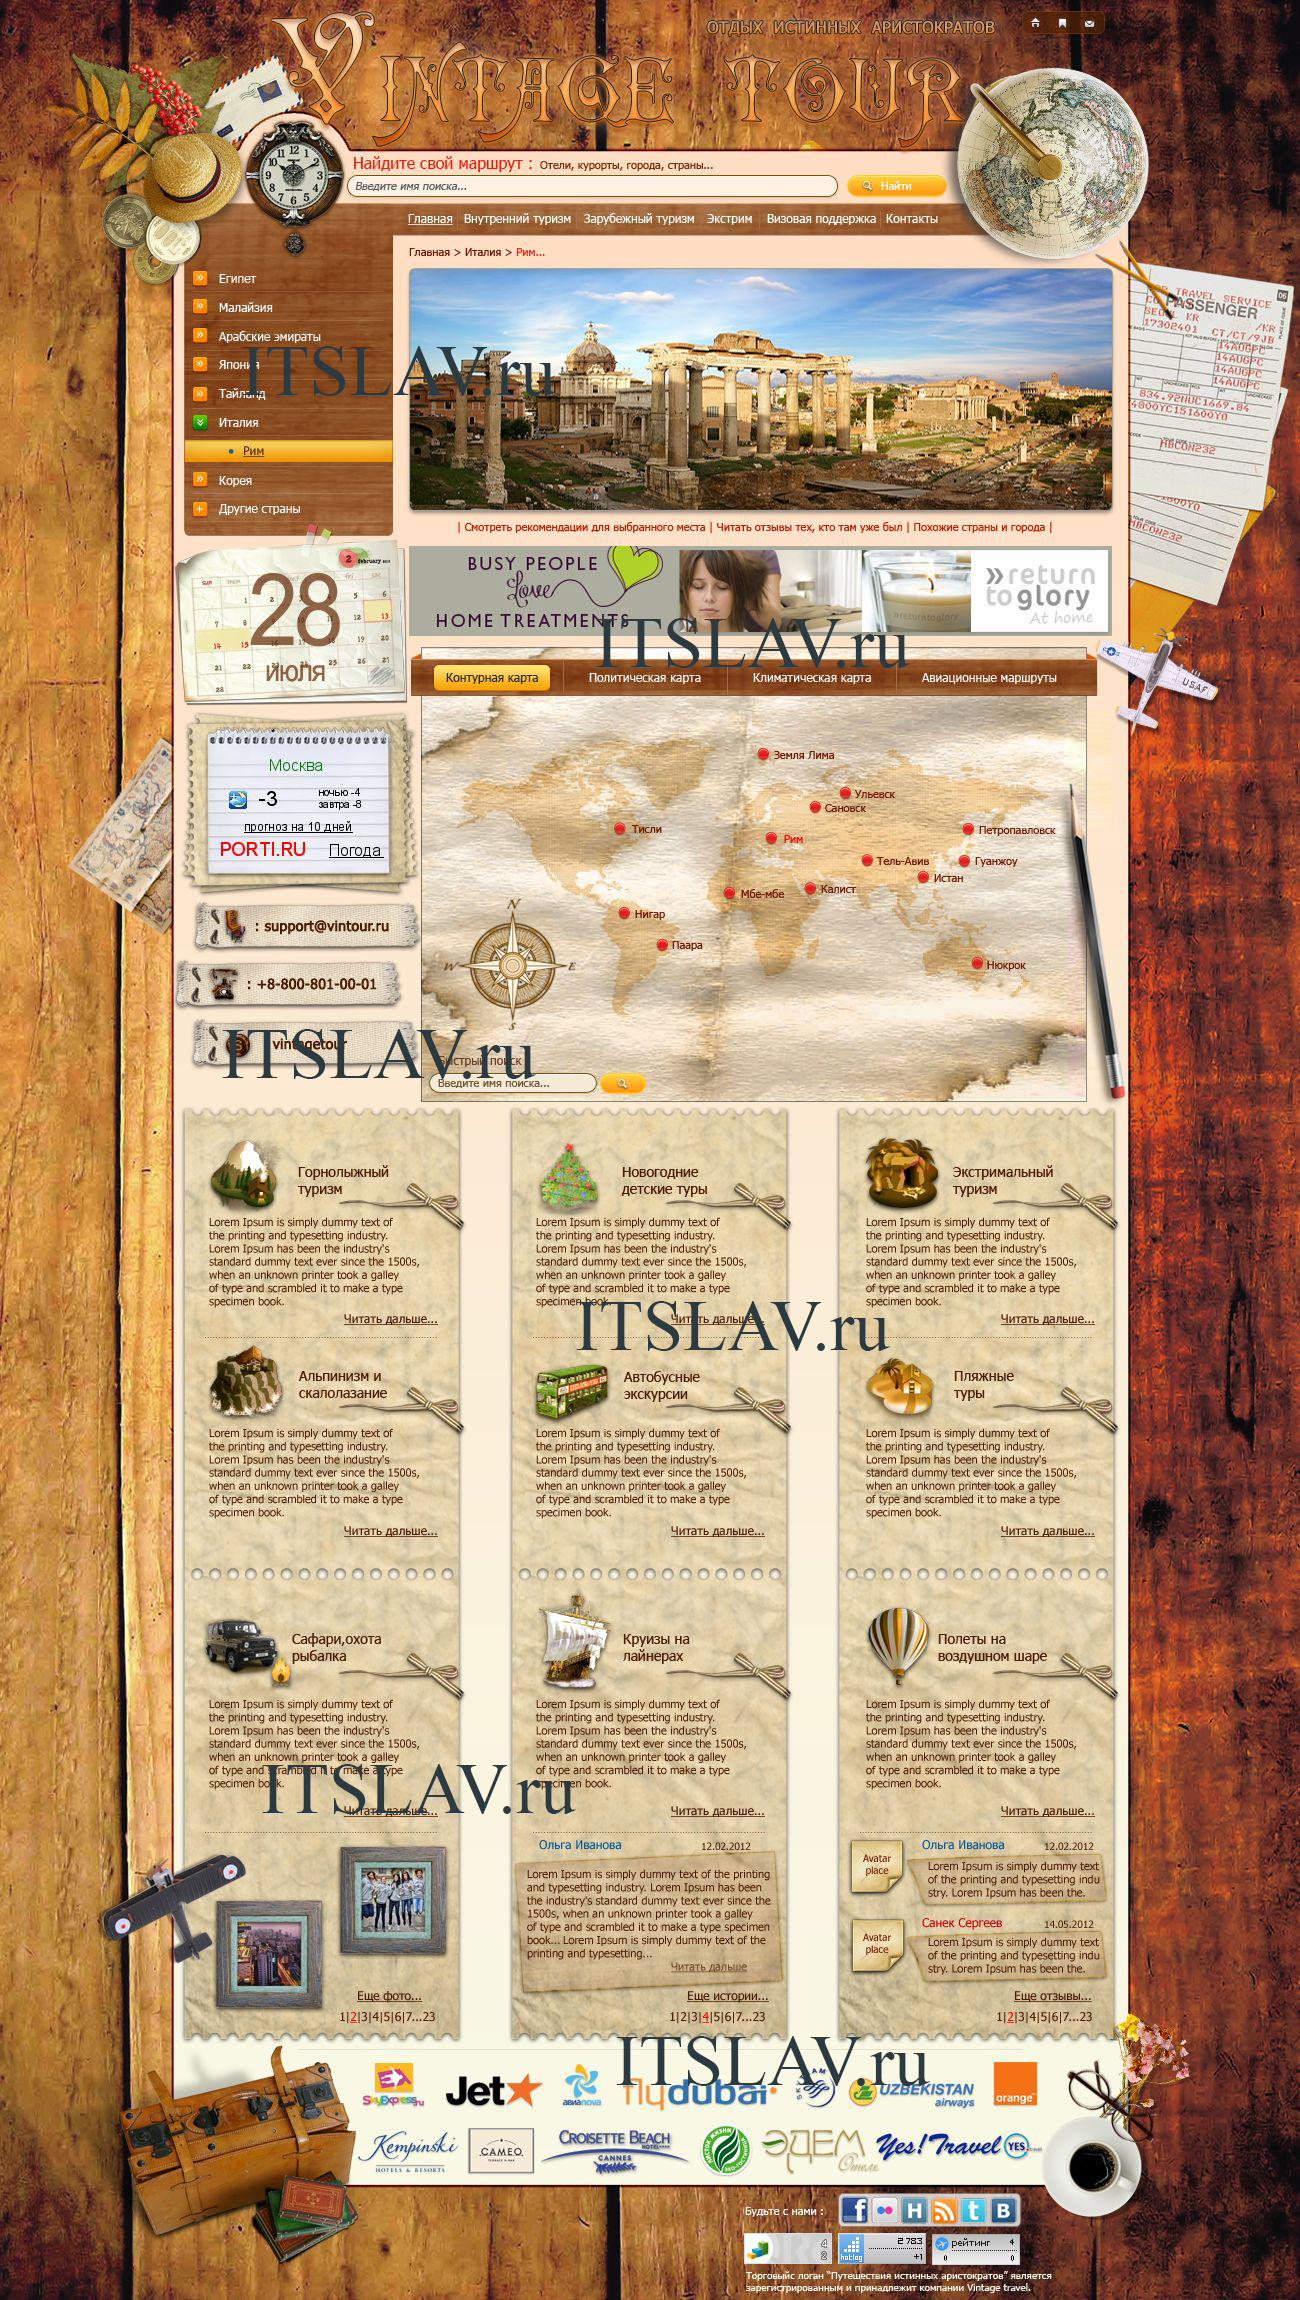 ОТДЫХ ИСТИННЫХ АРИСТОКРАТОВ
VINTAGE TOUR
Найдите свой маршрут : Отели, курорты, города, страны...
Введите имя поиска...
Найти
Главная Внутренний туризм Зарубежный туризм Экстрим Визовая поддержка Контакты
Главная > Италия > Рим...
Египет
Малайзия
Арабские эмираты
Япония
Тайланд
Италия
Рим
Корея
Другие страны
ITSLAV.ru
PASSENGER
| Смотреть рекомендации для выбранного места | Читать отзывы тех, кто там уже был | Похожие страны и города |
BUSY PEOPLE
Love
HOME TREATMENTS
return
to glory
At home
ITSLAV.ru
2 february
28
ИЮЛЯ
Контурная карта Политическая карта Климатическая карта Авиационные маршруты
USAF
Москва
-3
ночью -4
завтра -8
прогноз на 10 дней
PORTI.RU Погода
Земля Лима
Ульевск
Сановск
Тисли
Рим
Петропавловск
Тель-Авив
Гуанжоу
Истан
Мбе-мбе
Калист
Нигар
Паара
Нюкрок
N
W
E
S
: support@vintour.ru
: +8-800-801-00-01
vintagetour
ITSLAV.ru
Быстрый поиск
Введите имя поиска...
Горнолыжный
туризм
Lorem Ipsum is simply dummy text of
the printing and typesetting industry.
Lorem Ipsum has been the industry's
standard dummy text ever since the 1500s,
when an unknown printer took a galley
of type and scrambled it to make a type
specimen book.
Читать дальше...
Новогодние
детские туры
Lorem Ipsum is simply dummy text of
the printing and typesetting industry.
Lorem Ipsum has been the industry's
standard dummy text ever since the 1500s,
when an unknown printer took a galley
of type and scrambled it to make a type
specimen book.
Читать дальше...
Экстримальный
туризм
Lorem Ipsum is simply dummy text of
the printing and typesetting industry.
Lorem Ipsum has been the industry's
standard dummy text ever since the 1500s,
when an unknown printer took a galley
of type and scrambled it to make a type
specimen book.
Читать дальше...
ITSLAV.ru
Альпинизм и
скалолазание
Lorem Ipsum is simply dummy text of
the printing and typesetting industry.
Lorem Ipsum has been the industry's
standard dummy text ever since the 1500s,
when an unknown printer took a galley
of type and scrambled it to make a type
specimen book.
Читать дальше...
Автобусные
экскурсии
Lorem Ipsum is simply dummy text of
the printing and typesetting industry.
Lorem Ipsum has been the industry's
standard dummy text ever since the 1500s,
when an unknown printer took a galley
of type and scrambled it to make a type
specimen book.
Читать дальше...
Пляжные
туры
Lorem Ipsum is simply dummy text of
the printing and typesetting industry.
Lorem Ipsum has been the industry's
standard dummy text ever since the 1500s,
when an unknown printer took a galley
of type and scrambled it to make a type
specimen book.
Читать дальше...
Сафари,охота
рыбалка
Lorem Ipsum is simply dummy text of
the printing and typesetting industry.
Lorem Ipsum has been the industry's
standard dummy text ever since the 1500s,
when an unknown printer took a galley
of type and scrambled it to make a type
specimen book.
Читать дальше...
Круизы на
лайнерах
Lorem Ipsum is simply dummy text of
the printing and typesetting industry.
Lorem Ipsum has been the industry's
standard dummy text ever since the 1500s,
when an unknown printer took a galley
of type and scrambled it to make a type
specimen book.
Читать дальше...
Полеты на
воздушном шаре
Lorem Ipsum is simply dummy text of
the printing and typesetting industry.
Lorem Ipsum has been the industry's
standard dummy text ever since the 1500s,
when an unknown printer took a galley
of type and scrambled it to make a type
specimen book.
Читать дальше...
ITSLAV.ru
Еще фото...
1|2|3|4|5|6|7...23
Ольга Иванова 12.02.2012
Lorem Ipsum is simply dummy text of the printing
and typesetting industry. Lorem Ipsum has been
the industry's standard dummy text ever since the
1500s, when an unknown printer took a galley
of type and scrambled it to make a type specimen
book... Lorem Ipsum is simply dummy text of the
printing and typesetting...
Читать дальше
Еще истории...
1|2|3|4|5|6|7...23
Avatar
place
Ольга Иванова 12.02.2012
Lorem Ipsum is simply dummy text
of the printing and typesetting indu
stry. Lorem Ipsum has been the.
Avatar
place
Санек Сергеев 14.05.2012
Lorem Ipsum is simply dummy text
of the printing and typesetting indu
stry. Lorem Ipsum has been the.
Еще отзывы...
1|2|3|4|5|6|7...23
ITSLAV.ru
EX
SkyExpress.ru
Jet
авиаnova
flydubai
UZBEKISTAN
airways
orange
Kempinski
HOTELS & RESORTS
CAMEO
TERRACE & BAR
CROISETTE BEACH
HOTEL
CANNES
ЭДЕМ
Отель
Yes!Travel
YES
Будьте с нами :
f
H
t
B
4
2
hotlog
2783
+1
рейтинг 4
0 0
Торговыйс логан "Путешествия истинных аристократов" является
зарегистрированным и принадлежит компании Vintage travel.